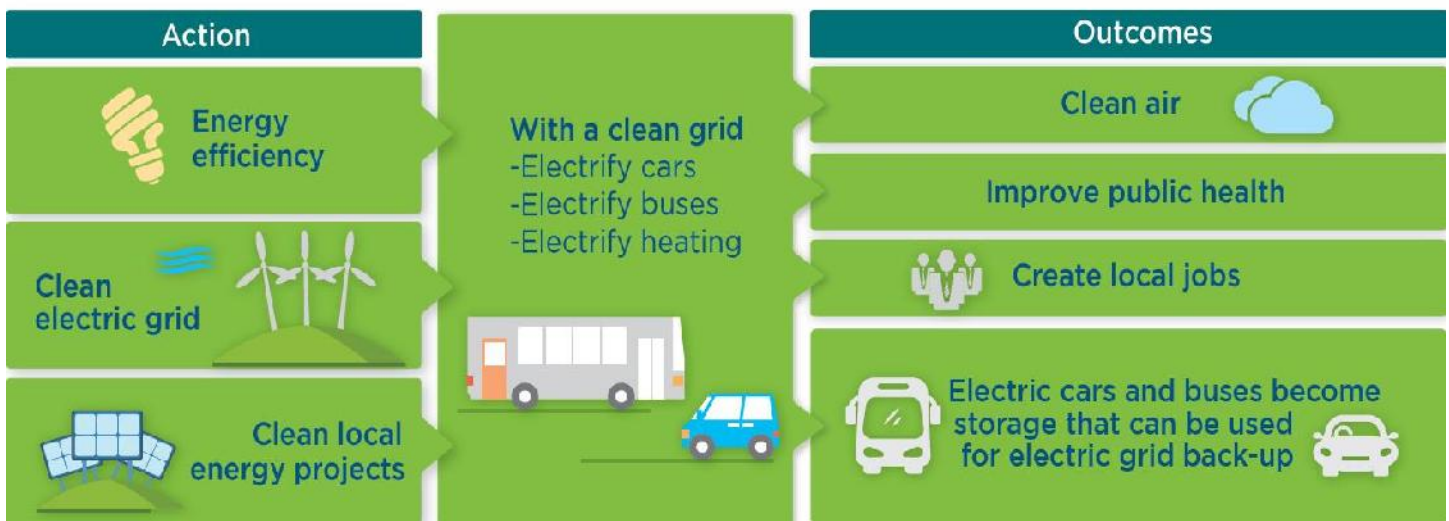 Action
Energy
efficiency
Clean
electric grid
Clean local
energy projects
With a clean grid
-Electrify cars
-Electrify buses
-Electrify heating
Outcomes
Clean air
Improve public health
Create local jobs
Electric cars and buses become
storage that can be used
for electric grid back-up